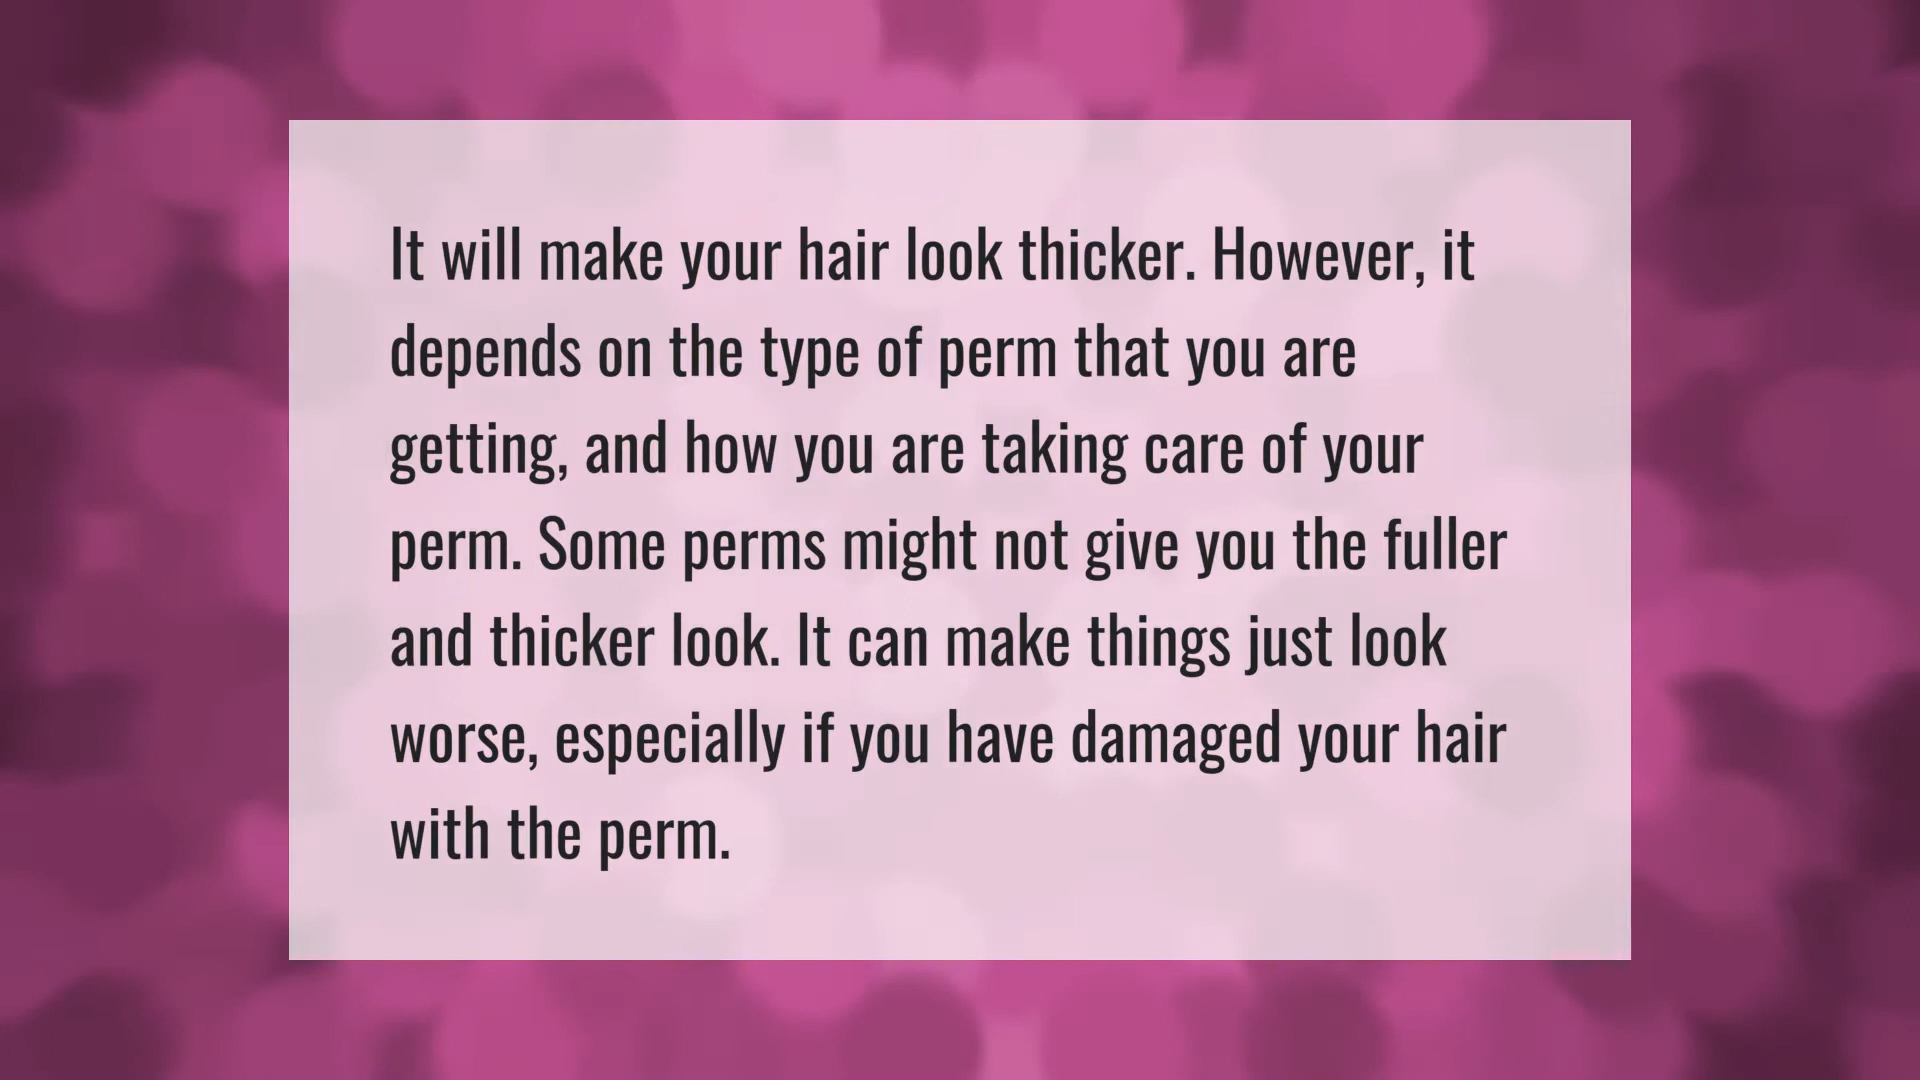 It will make your hair look thicker. However, it
depends on the type of perm that you are
getting, and how you are taking care of your
perm. Some perms might not give you the fuller
and thicker look. It can make things just look
worse, especially if you have damaged your hair
with the perm.